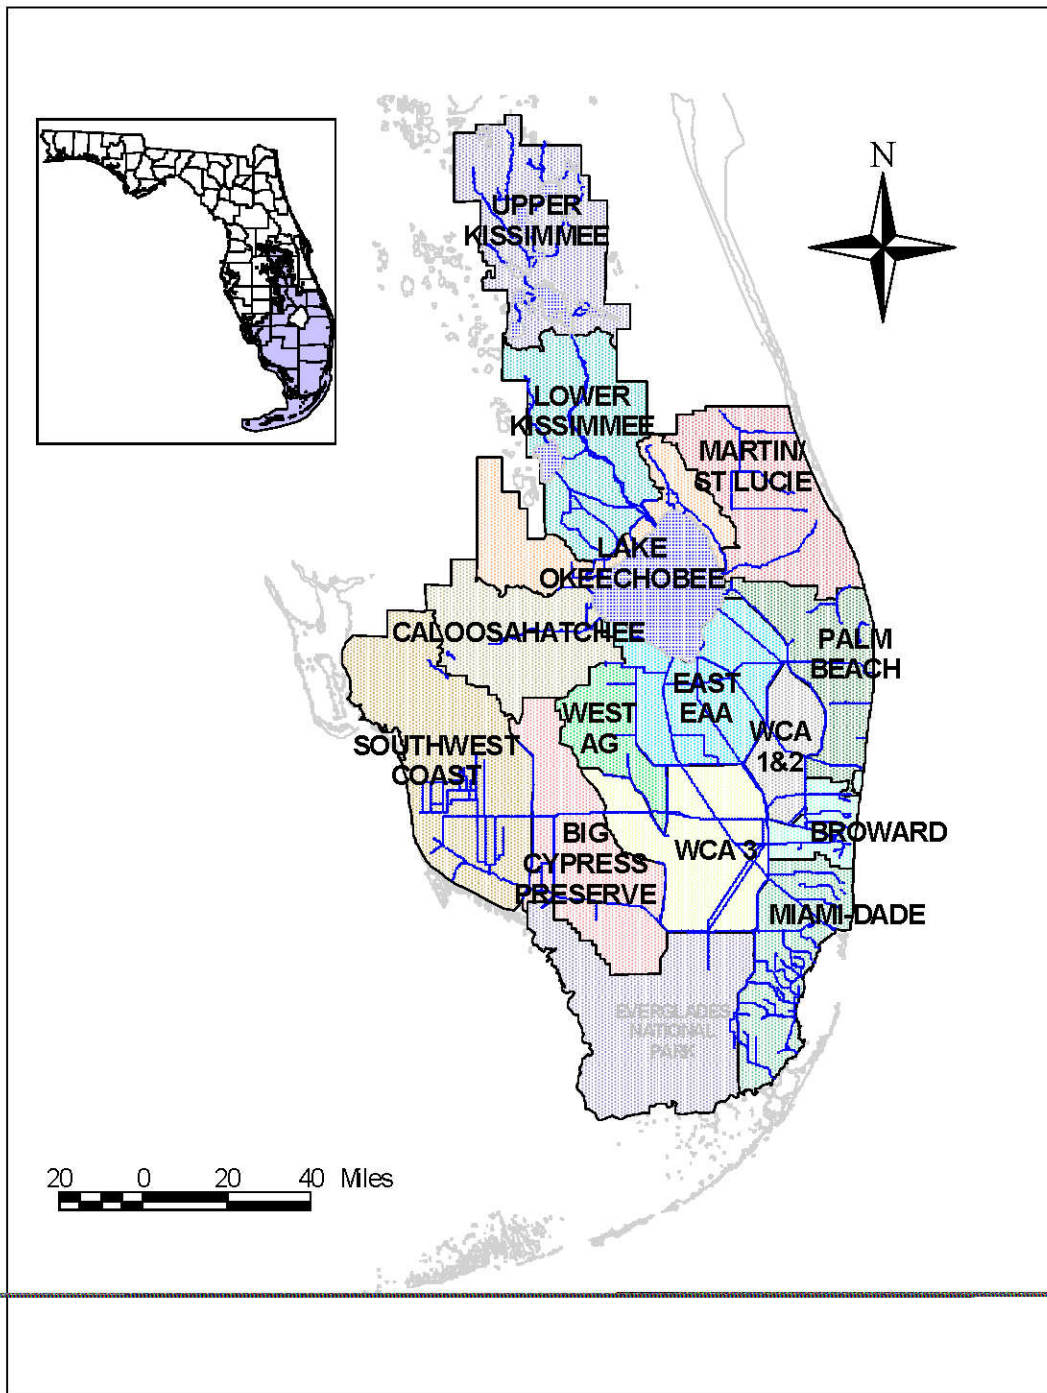 N
UPPER
KISSIMMEE
LOWER
KISSIMMEE
MARTIN/
ST LUCIE
LAKE
OKEECHOBEE
CALOOSAHATCHEE
PALM
BEACH
EAST
EAA
WEST
AG
WCA
1&2
SOUTHWEST
COAST
BIG
CYPRESS
PRESERVE
WCA 3
BROWARD
MIAMI-DADE
EVERGLADES
NATIONAL
PARK
20 0 20 40 Miles